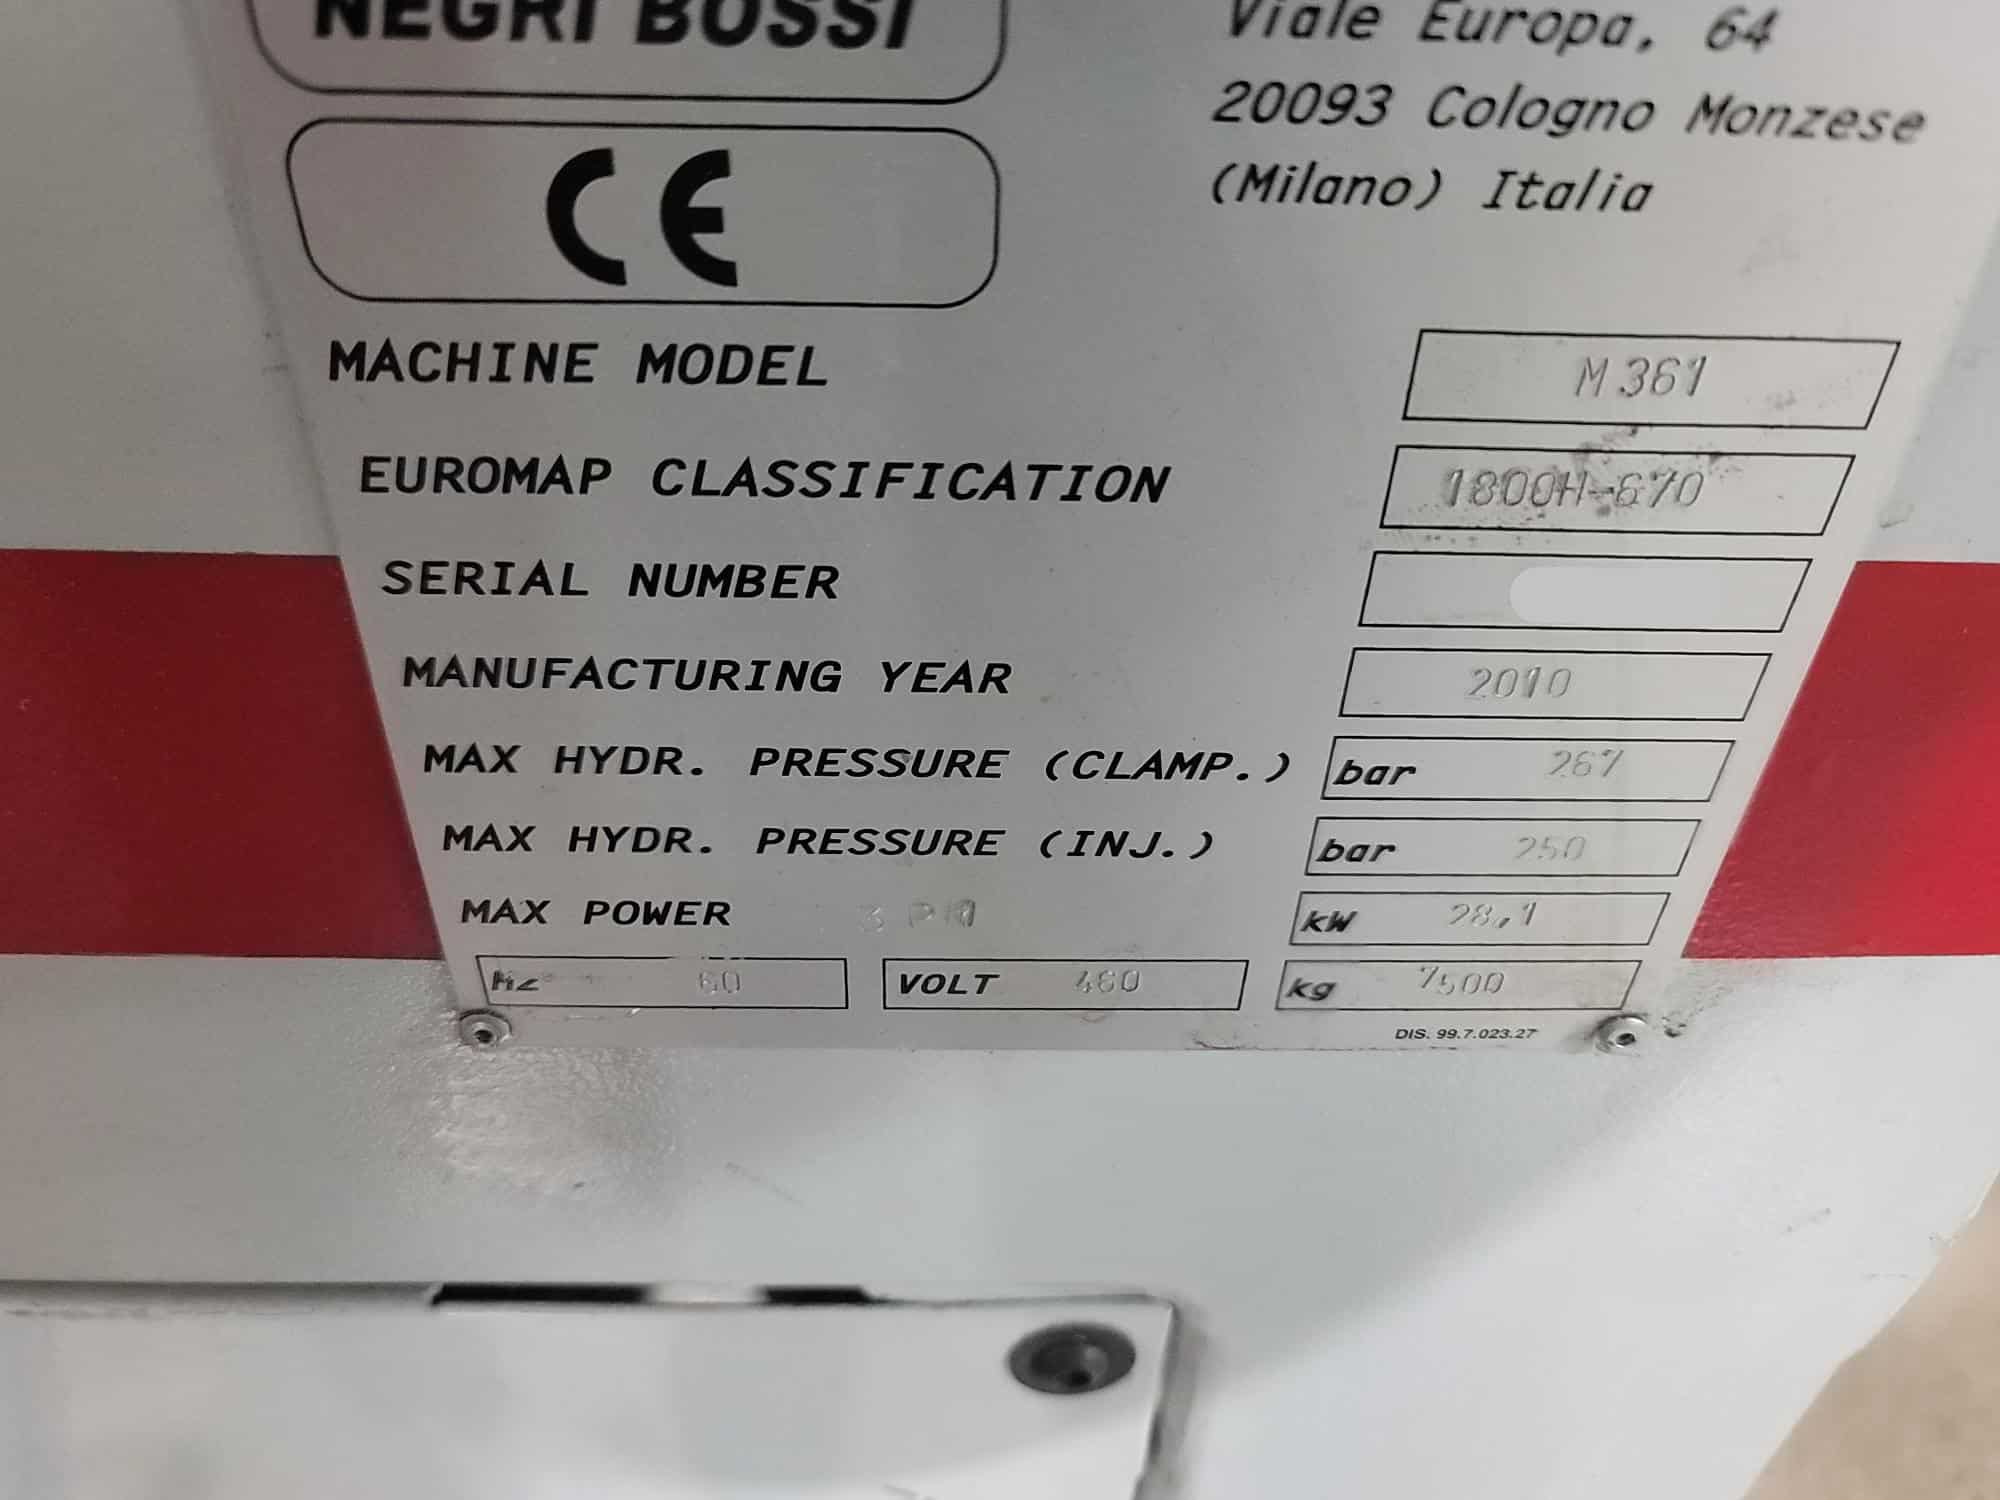 NEGRI BOSSI
Viale Europa, 64
20093 Cologno Monzese
(Milano) Italia
CE
MACHINE MODEL M361
EUROMAP CLASSIFICATION 1800H-670
SERIAL NUMBER
MANUFACTURING YEAR 2010
MAX HYDR. PRESSURE (CLAMP.) bar 267
MAX HYDR. PRESSURE (INJ.) bar 250
MAX POWER 3 PH kW 28,1
Hz 60 VOLT 460 kg 7500
DIS. 99.7.023.27